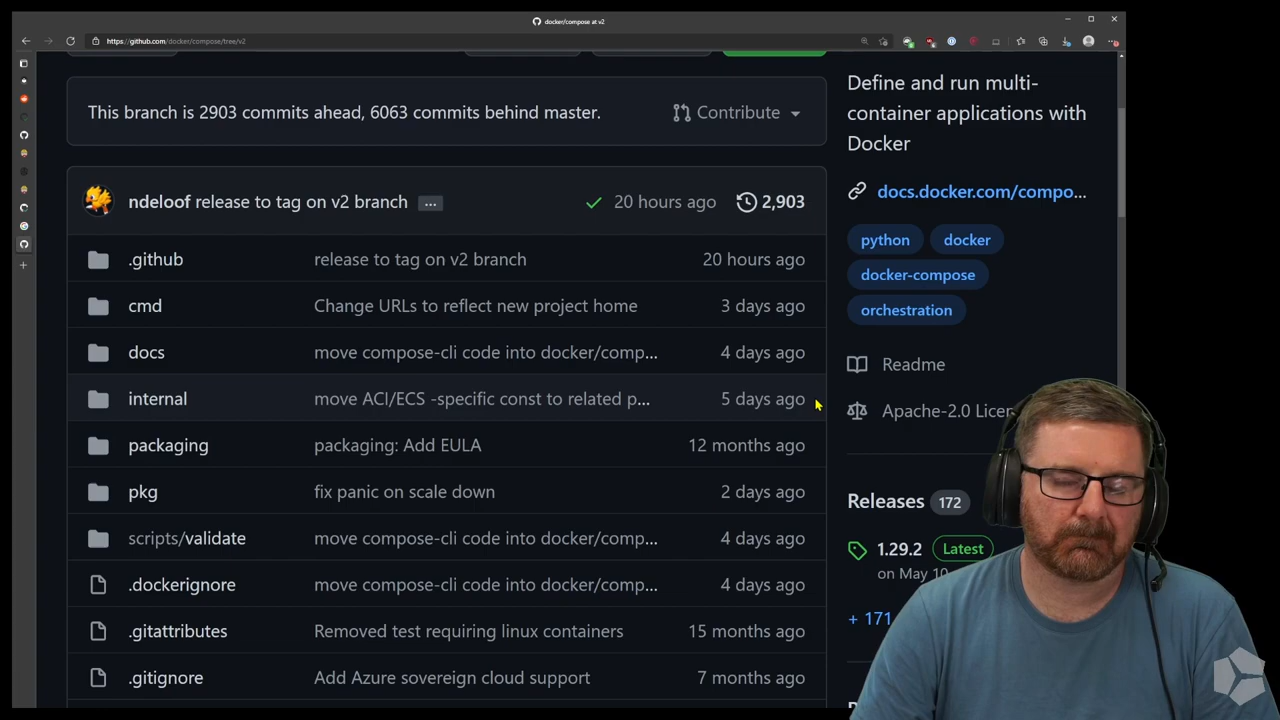 docker/compose at v2
https://github.com/docker/compose/tree/v2
This branch is 2903 commits ahead, 6063 commits behind master.
Contribute
ndeloof release to tag on v2 branch
...
20 hours ago
2,903
.github
release to tag on v2 branch
20 hours ago
cmd
Change URLs to reflect new project home
3 days ago
docs
move compose-cli code into docker/comp...
4 days ago
internal
move ACI/ECS -specific const to related p...
5 days ago
packaging
packaging: Add EULA
12 months ago
pkg
fix panic on scale down
2 days ago
scripts/validate
move compose-cli code into docker/comp...
4 days ago
.dockerignore
move compose-cli code into docker/comp...
4 days ago
.gitattributes
Removed test requiring linux containers
15 months ago
.gitignore
Add Azure sovereign cloud support
7 months ago
Define and run multi-
container applications with
Docker
docs.docker.com/compo...
python
docker
docker-compose
orchestration
Readme
Apache-2.0 Licen
Releases 172
1.29.2
Latest
on May 10
+ 171